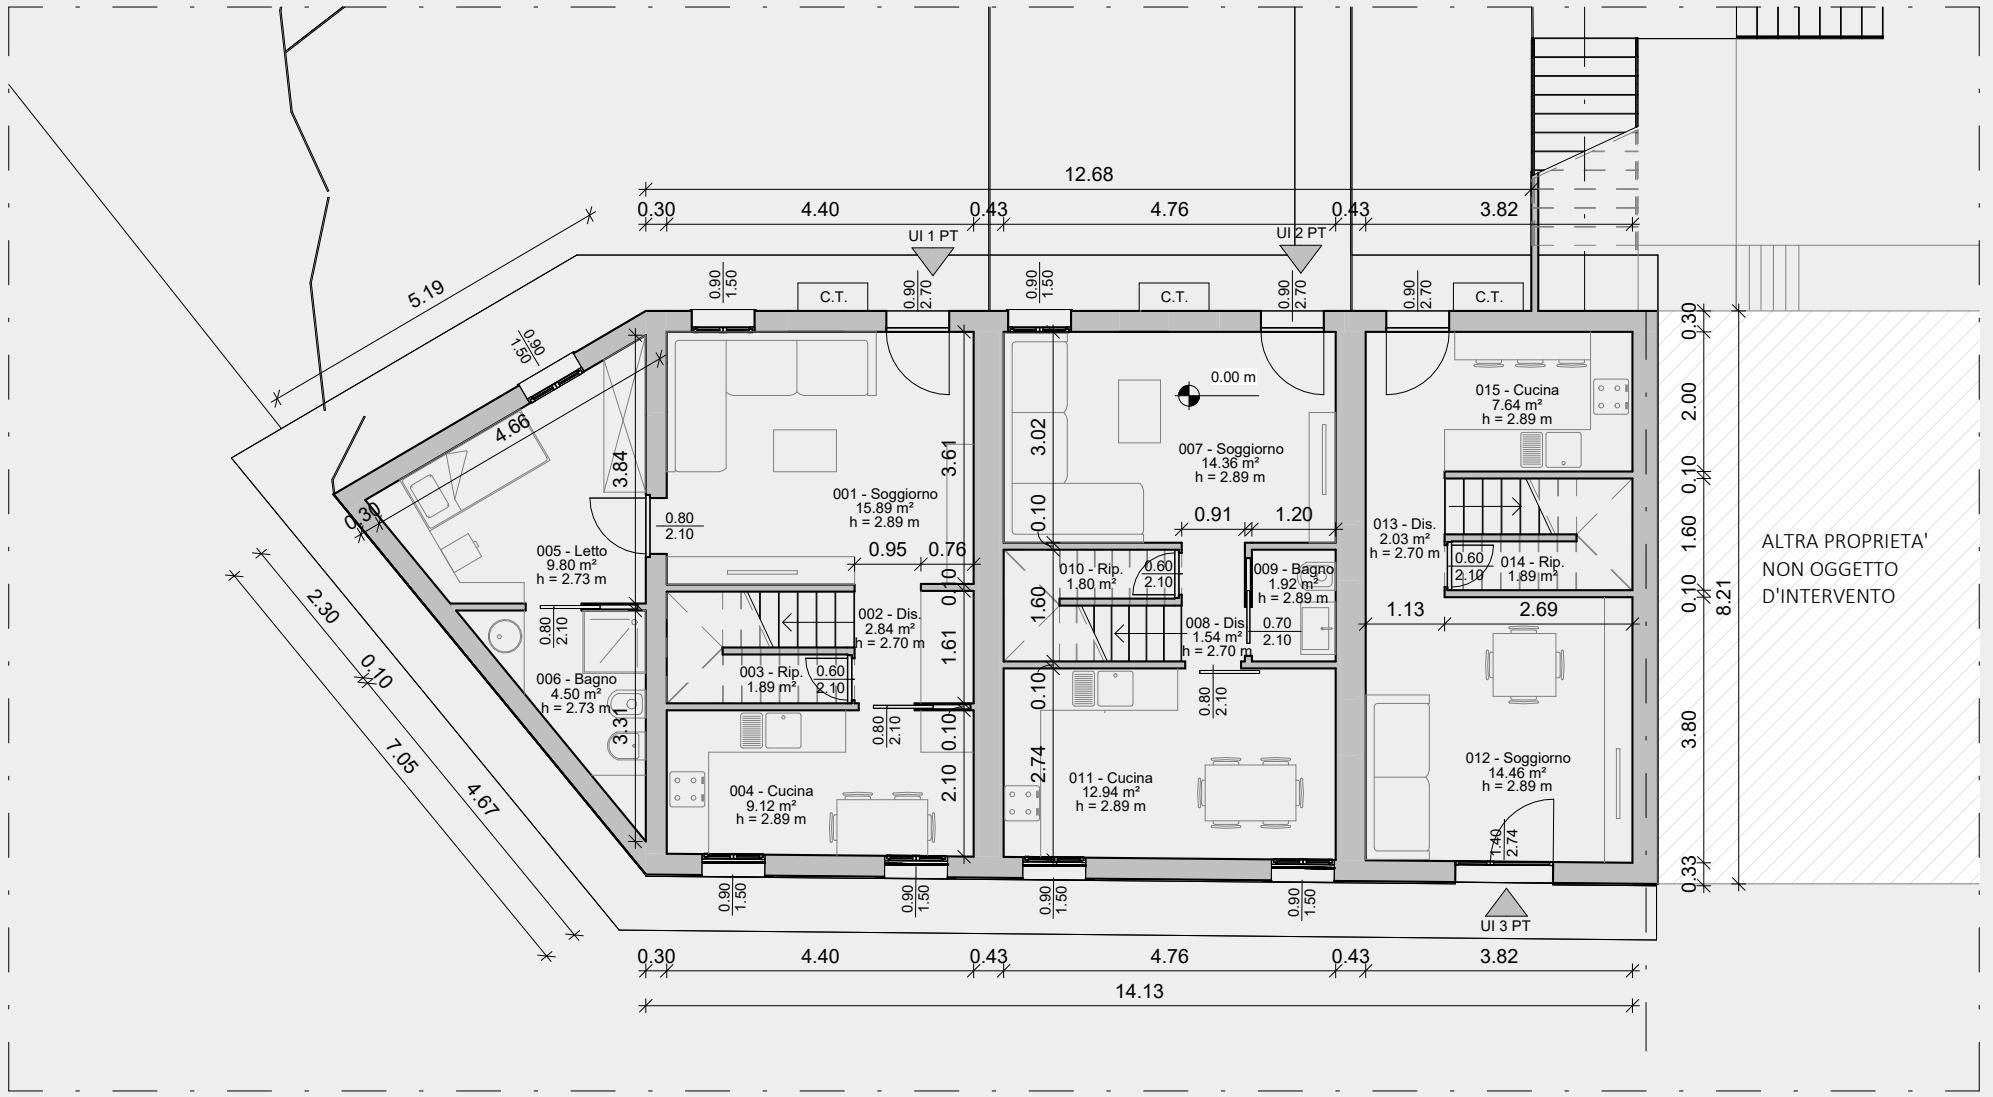 12.68
0.30
4.40
0.43
4.76
0.43
3.82
UI 1 PT
UI 2 PT
5.19
0.90
1.50
C.T.
0.90
2.70
0.90
1.50
C.T.
0.90
2.70
0.90
2.70
C.T.
0.30
0.90
1.50
4.66
3.84
0.30
0.80
2.10
001 - Soggiorno
15.89 m²
h = 2.89 m
3.61
0.95
0.76
0.10
3.02
0.10
0.00 m
007 - Soggiorno
14.36 m²
h = 2.89 m
0.91
1.20
015 - Cucina
7.64 m²
h = 2.89 m
2.00
0.10
013 - Dis.
2.03 m²
h = 2.70 m
1.60
0.60
2.10
014 - Rip.
1.89 m²
0.10
8.21
ALTRA PROPRIETA'
NON OGGETTO
D'INTERVENTO
005 - Letto
9.80 m²
h = 2.73 m
010 - Rip.
1.80 m²
0.60
2.10
009 - Bagno
1.92 m²
h = 2.89 m
1.60
1.13
2.69
2.30
0.10
0.80
2.10
002 - Dis.
2.84 m²
h = 2.70 m
1.61
008 - Dis.
1.54 m²
h = 2.70 m
0.70
2.10
003 - Rip.
1.89 m²
0.60
2.10
006 - Bagno
4.50 m²
h = 2.73 m
3.31
0.10
0.80
2.10
0.80
2.10
0.10
7.05
4.67
004 - Cucina
9.12 m²
h = 2.89 m
2.10
2.74
011 - Cucina
12.94 m²
h = 2.89 m
012 - Soggiorno
14.46 m²
h = 2.89 m
3.80
1.40
2.74
0.33
0.90
1.50
0.90
1.50
0.90
1.50
0.90
1.50
UI 3 PT
0.30
4.40
0.43
4.76
0.43
3.82
14.13